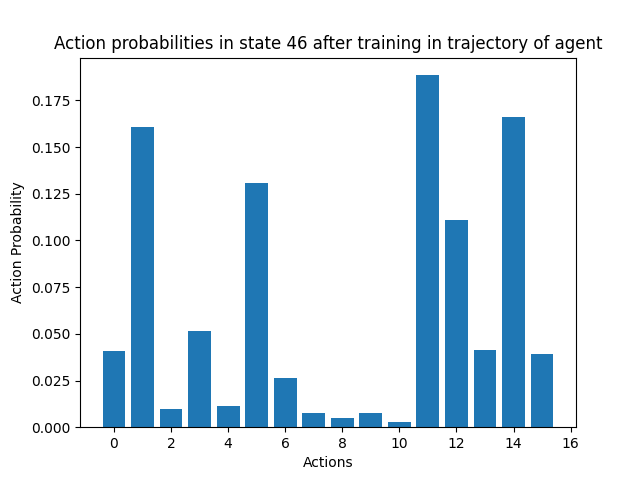 Action probabilities in state 46 after training in trajectory of agent
0.175
0.150
0.125
0.100
0.075
0.050
0.025
0.000
Action Probability
0 2 4 6 8 10 12 14 16
Actions